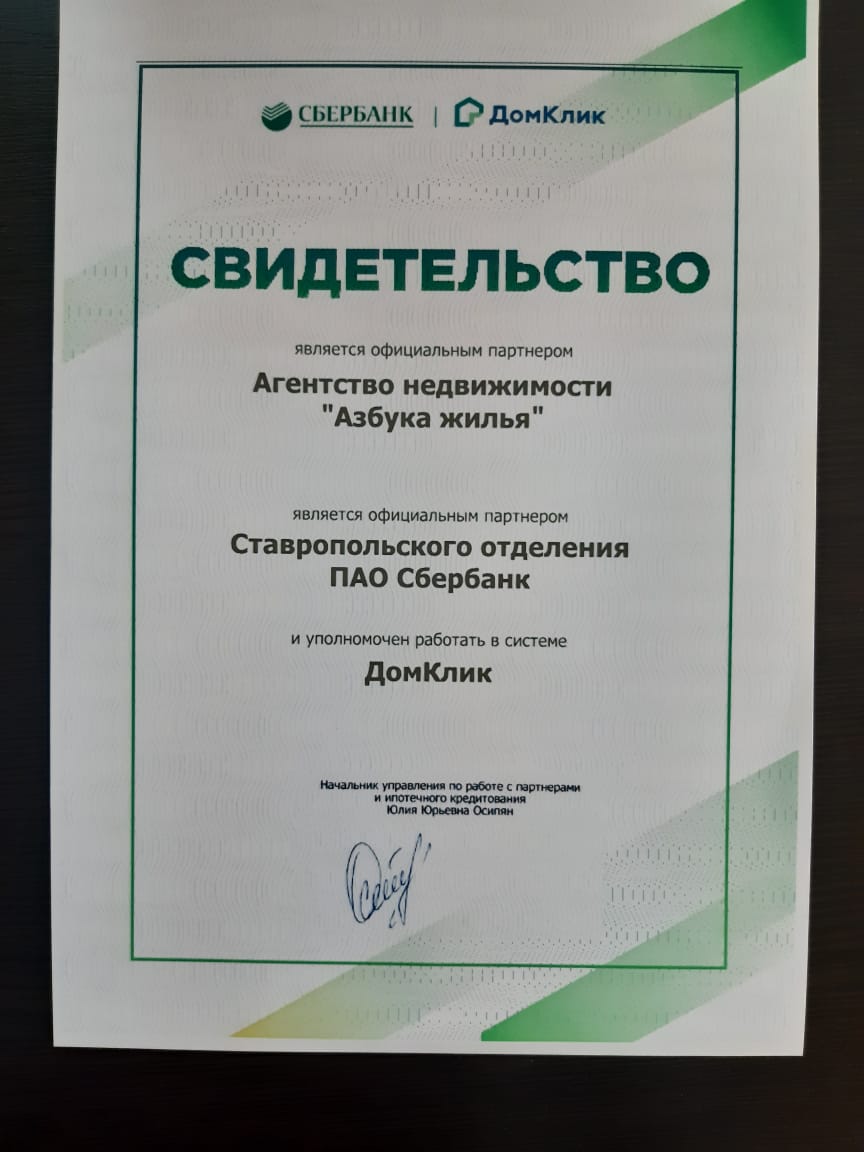 СБЕРБАНК | ДомКлик
СВИДЕТЕЛЬСТВО
является официальным партнером
Агентство недвижимости
"Азбука жилья"
является официальным партнером
Ставропольского отделения
ПАО Сбербанк
и уполномочен работать в системе
ДомКлик
Начальник управления по работе с партнерами
и ипотечного кредитования
Юлия Юрьевна Осипян